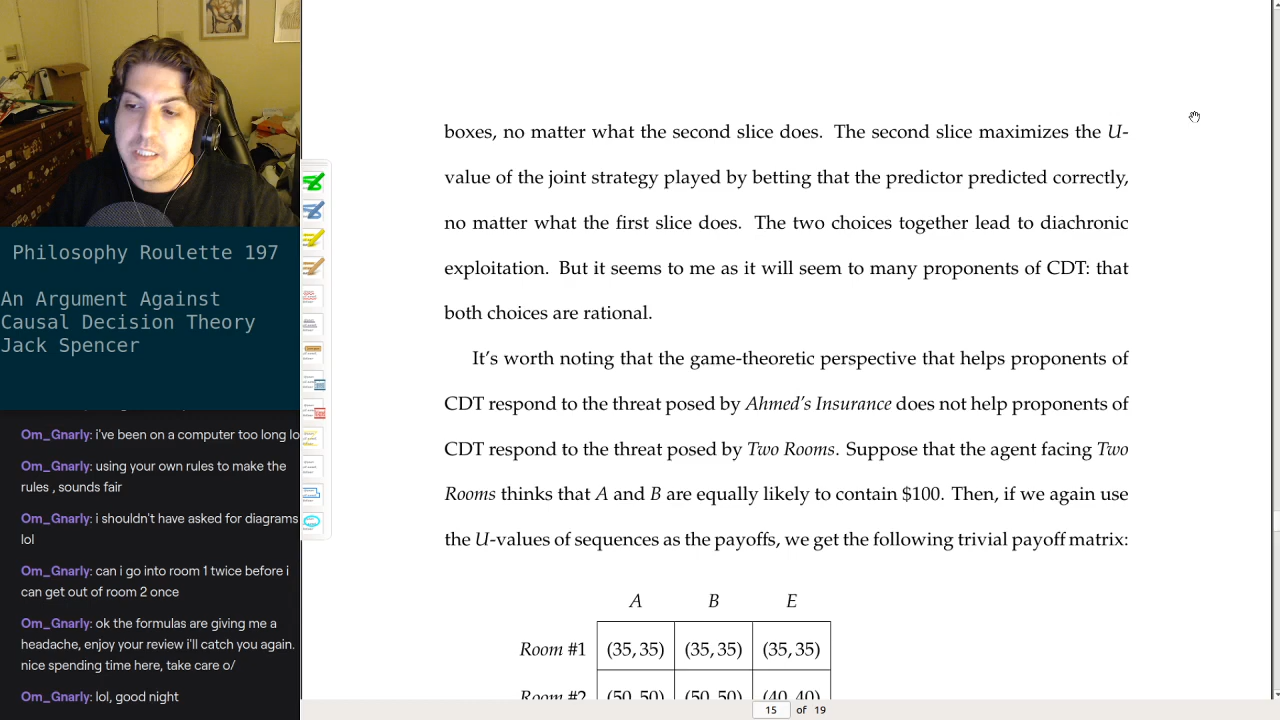 Philosophy Roulette 197
An Argument Against
Causal Decision Theory
Jack Spencer
Om_Gnarly: i've been on a computer too long lo
Om_Gnarly: using your own rules to make the
rules, sounds fair
Om_Gnarly: i shouldn't have asked for diagrams
lol
Om_Gnarly: can i go into room 1 twice before i
can get out of room 2 once
Om_Gnarly: ok the formulas are giving me a
headache, enjoy your review i'll catch you again.
nice spending time here, take care o/
Om_Gnarly: lol, good night
boxes, no matter what the second slice does. The second slice maximizes the U-
value of the joint strategy played by betting that the predictor predicted correctly,
no matter what the first slice does. The two choices together lead to diachronic
exploitation. But it seems to me as it will seem to many proponents of CDT: that
both choices are rational.
It's worth noting that the game-theoretic perspective that helps proponents of
CDT respond to the threat posed by Ahmed's Insurance does not help proponents of
CDT respond to the threat posed by Two Rooms. Suppose that the agent facing Two
Rooms thinks that A and B are equally likely to contain $100. Then if we again use
the U-values of sequences as the payoffs, we get the following trivial payoff matrix:
A B E
Room #1 (35, 35) (35, 35) (35, 35)
Room #2 (50, 50) (50, 50) (40, 40)
15 of 19